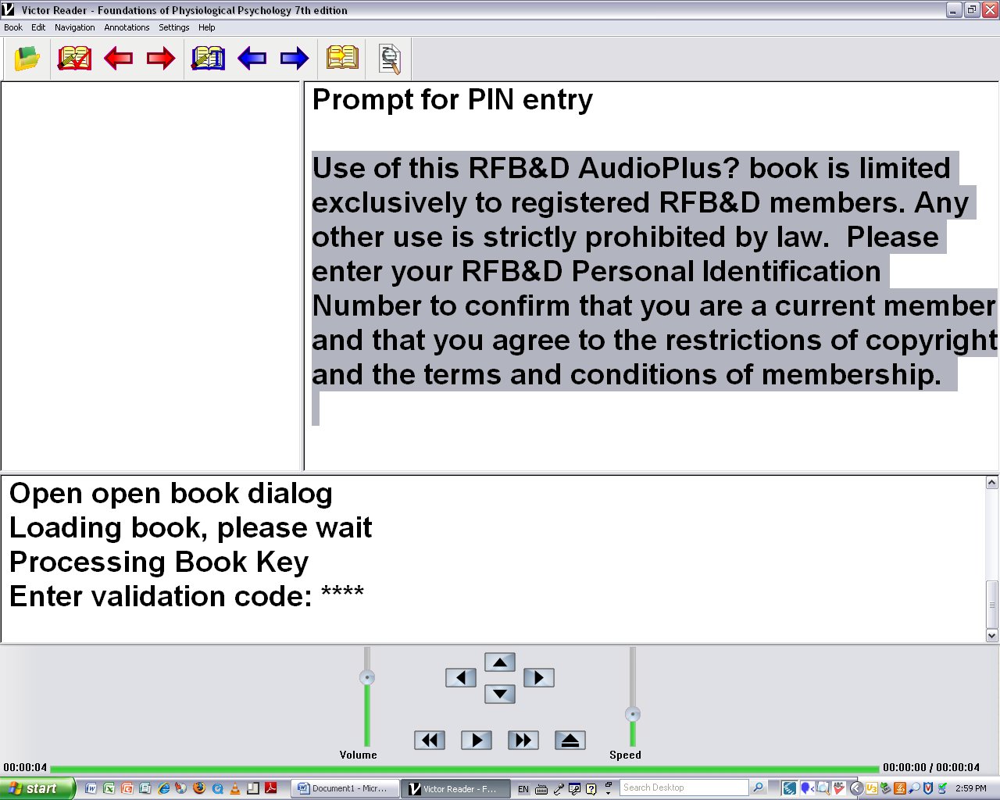 Victor Reader - Foundations of Physiological Psychology 7th edition
Book Edit Navigation Annotations Settings Help
Prompt for PIN entry
Use of this RFB&D AudioPlus? book is limited
exclusively to registered RFB&D members. Any
other use is strictly prohibited by law.  Please
enter your RFB&D Personal Identification
Number to confirm that you are a current member
and that you agree to the restrictions of copyright
and the terms and conditions of membership.
Open open book dialog
Loading book, please wait
Processing Book Key
Enter validation code: ****
Volume
Speed
00:00:04
00:00:00 / 00:00:04
start
Document1 - Micr...
Victor Reader - F...
EN
Search Desktop
2:59 PM